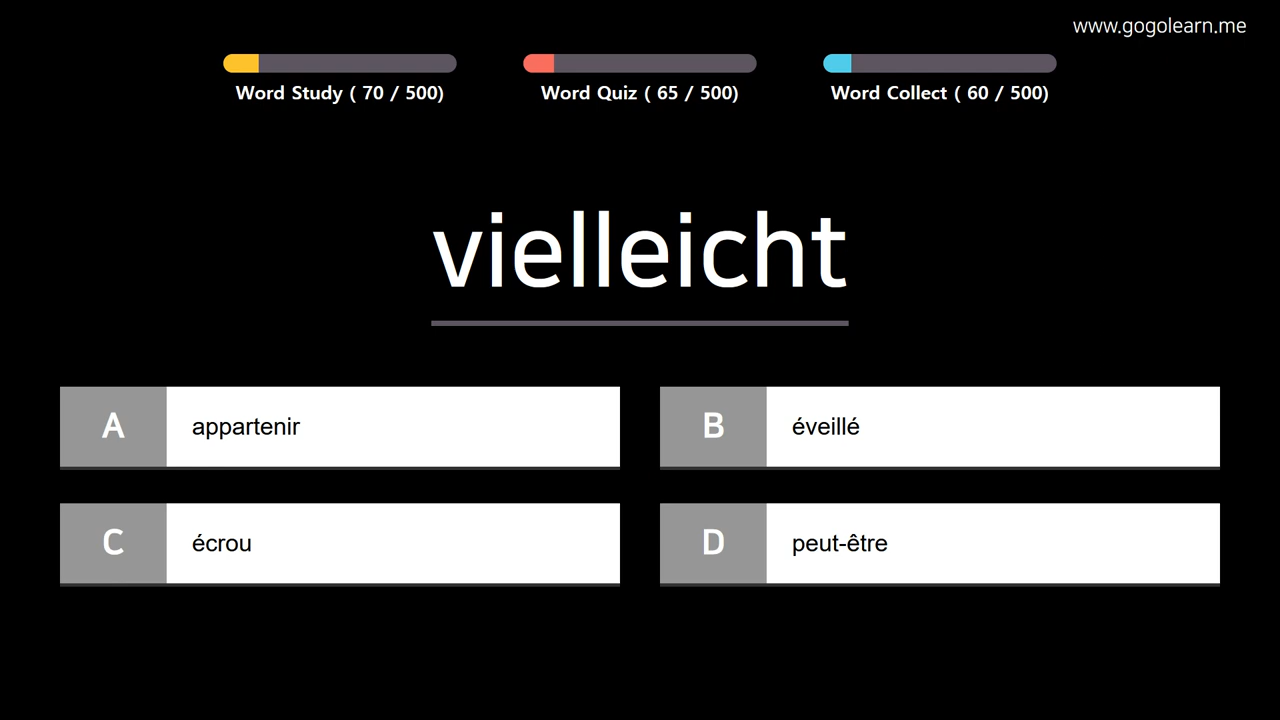 www.gogolearn.me
Word Study ( 70 / 500)
Word Quiz ( 65 / 500)
Word Collect ( 60 / 500)
vielleicht
A appartenir
B éveillé
C écrou
D peut-être